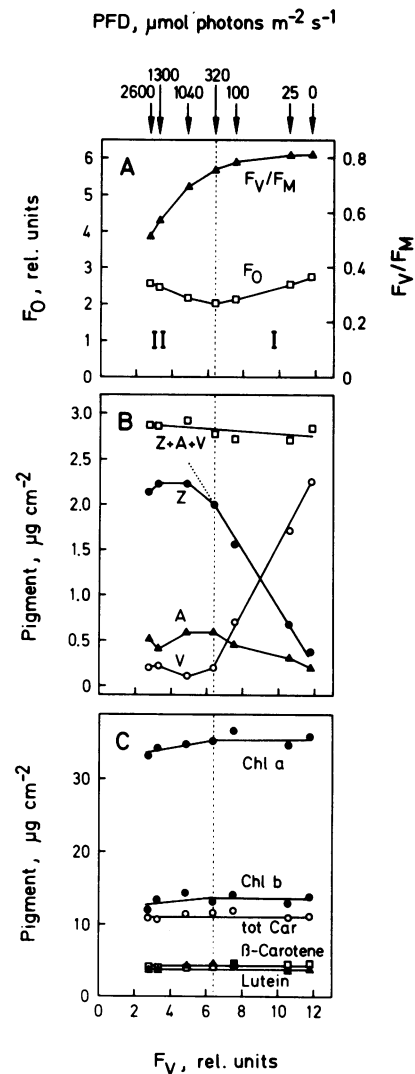 PFD, μmol photons m⁻² s⁻¹
1300 320
2600 1040 100 25 0
A
F_V/F_M
F_O
II I
6
5
4
3
2
1
0
F_O, rel. units
0.8
0.6
0.4
0.2
0
F_V/F_M
B
Z+A+V
Z
A
V
3.0
2.5
2.0
1.5
1.0
0.5
0
Pigment, μg cm⁻²
C
Chl a
Chl b
tot Car
ß-Carotene
Lutein
30
20
10
0
Pigment, μg cm⁻²
0 2 4 6 8 10 12
F_V, rel. units